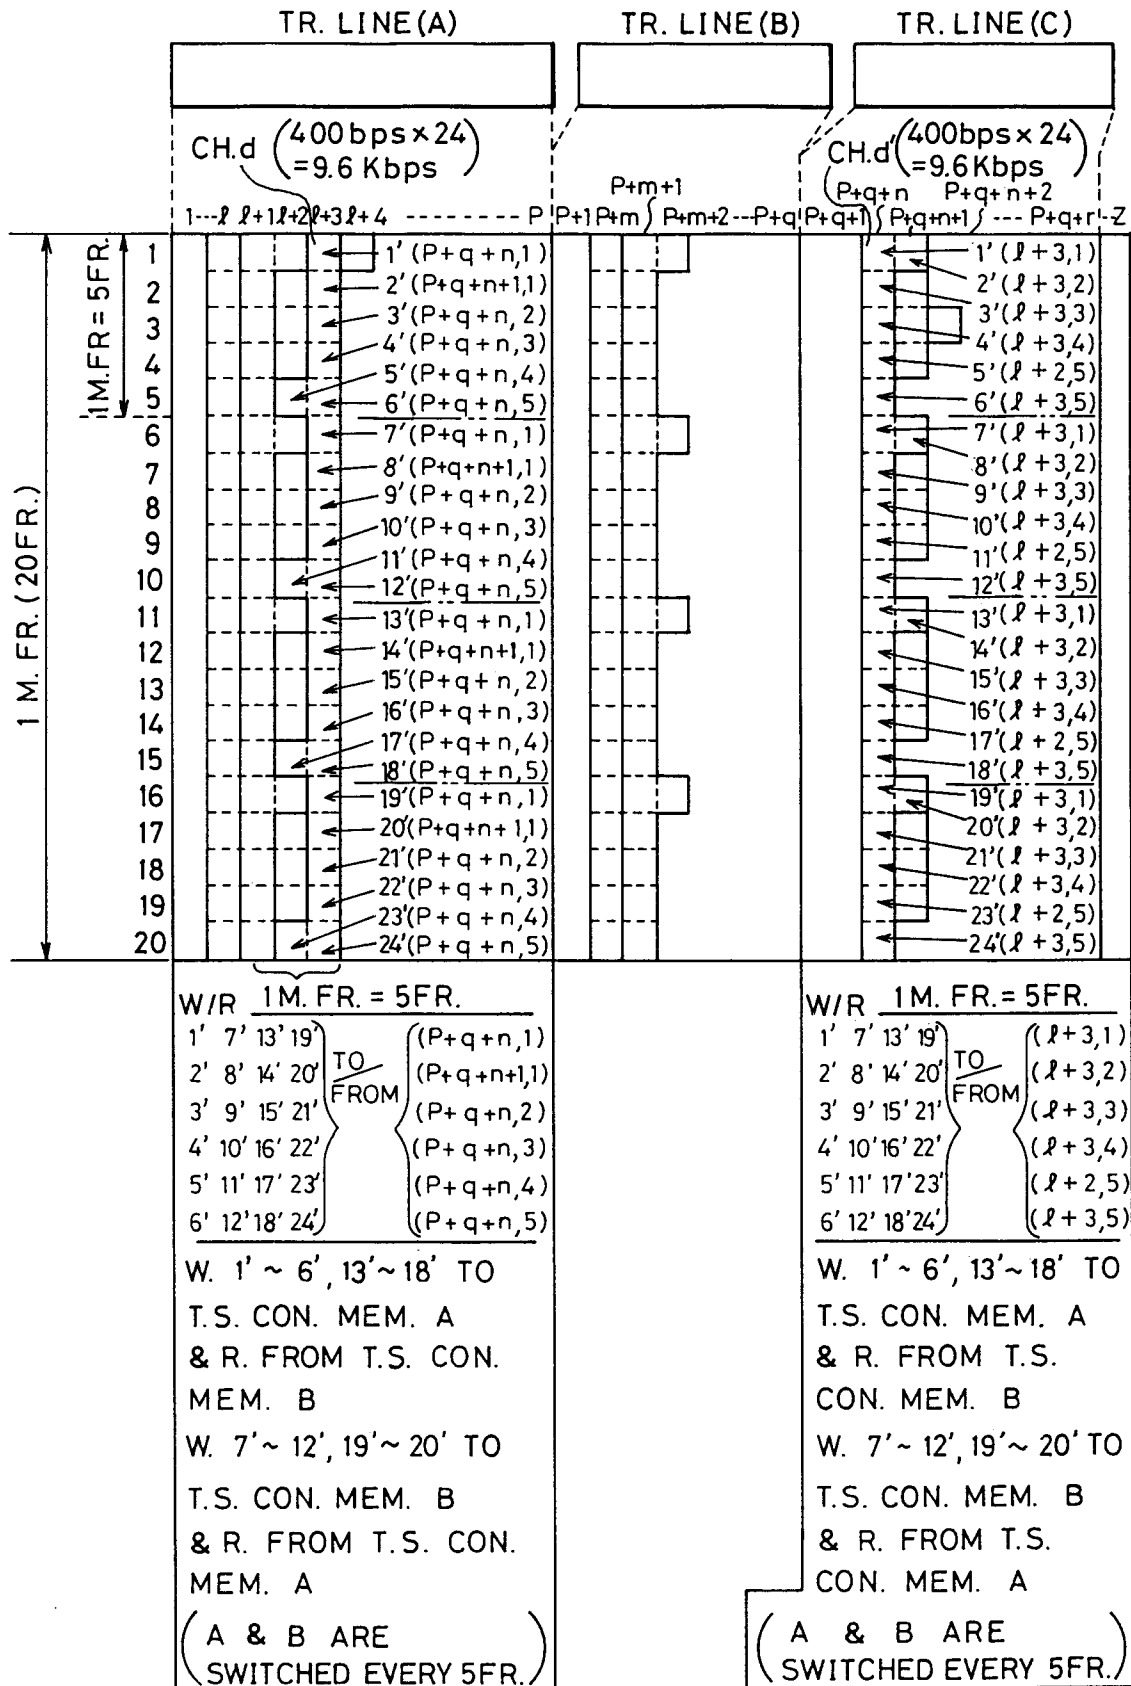 TR. LINE(A) TR. LINE(B) TR. LINE(C)
CH.d (400bps×24 =9.6 Kbps)
CH.d' (400bps×24 =9.6 Kbps)
P+m+1 P+q+n P+q+n+2
1---ℓ ℓ+1 ℓ+2 ℓ+3 ℓ+4 --------- P P+1 P+m P+m+2 ---P+q P+q+1 P+q+n+1 ---- P+q+r --Z
1M.FR=5FR.
1 M. FR. (20FR.)
1 1'(P+q+n,1) 1'(ℓ+3,1)
2 2'(P+q+n+1,1) 2'(ℓ+3,2)
3 3'(P+q+n,2) 3'(ℓ+3,3)
4'(P+q+n,3) 4'(ℓ+3,4)
4 5'(P+q+n,4) 5'(ℓ+2,5)
5 6'(P+q+n,5) 6'(ℓ+3,5)
6 7'(P+q+n,1) 7'(ℓ+3,1)
7 8'(P+q+n+1,1) 8'(ℓ+3,2)
8 9'(P+q+n,2) 9'(ℓ+3,3)
9 10'(P+q+n,3) 10'(ℓ+3,4)
11'(P+q+n,4) 11'(ℓ+2,5)
10 12'(P+q+n,5) 12'(ℓ+3,5)
11 13'(P+q+n,1) 13'(ℓ+3,1)
12 14'(P+q+n+1,1) 14'(ℓ+3,2)
13 15'(P+q+n,2) 15'(ℓ+3,3)
14 16'(P+q+n,3) 16'(ℓ+3,4)
17'(P+q+n,4) 17'(ℓ+2,5)
15 18'(P+q+n,5) 18'(ℓ+3,5)
16 19'(P+q+n,1) 19'(ℓ+3,1)
17 20'(P+q+n+1,1) 20'(ℓ+3,2)
18 21'(P+q+n,2) 21'(ℓ+3,3)
22'(P+q+n,3) 22'(ℓ+3,4)
19 23'(P+q+n,4) 23'(ℓ+2,5)
20 24'(P+q+n,5) 24'(ℓ+3,5)
W/R 1M. FR. = 5FR.
1' 7' 13' 19' (P+q+n,1)
2' 8' 14' 20' TO (P+q+n+1,1)
3' 9' 15' 21' FROM (P+q+n,2)
4' 10' 16' 22' (P+q+n,3)
5' 11' 17' 23' (P+q+n,4)
6' 12' 18' 24' (P+q+n,5)
W. 1' ~ 6', 13' ~ 18' TO
T.S. CON. MEM. A
& R. FROM T.S. CON.
MEM. B
W. 7' ~ 12', 19' ~ 20' TO
T.S. CON. MEM. B
& R. FROM T.S. CON.
MEM. A
(A & B ARE
SWITCHED EVERY 5FR.)
W/R 1M. FR. = 5FR.
1' 7' 13' 19' (ℓ+3,1)
2' 8' 14' 20' TO (ℓ+3,2)
3' 9' 15' 21' FROM (ℓ+3,3)
4' 10' 16' 22' (ℓ+3,4)
5' 11' 17' 23' (ℓ+2,5)
6' 12' 18' 24' (ℓ+3,5)
W. 1' ~ 6', 13' ~ 18' TO
T.S. CON. MEM. A
& R. FROM T.S.
CON. MEM. B
W. 7' ~ 12', 19' ~ 20' TO
T.S. CON. MEM. B
& R. FROM T.S.
CON. MEM. A
(A & B ARE
SWITCHED EVERY 5FR.)